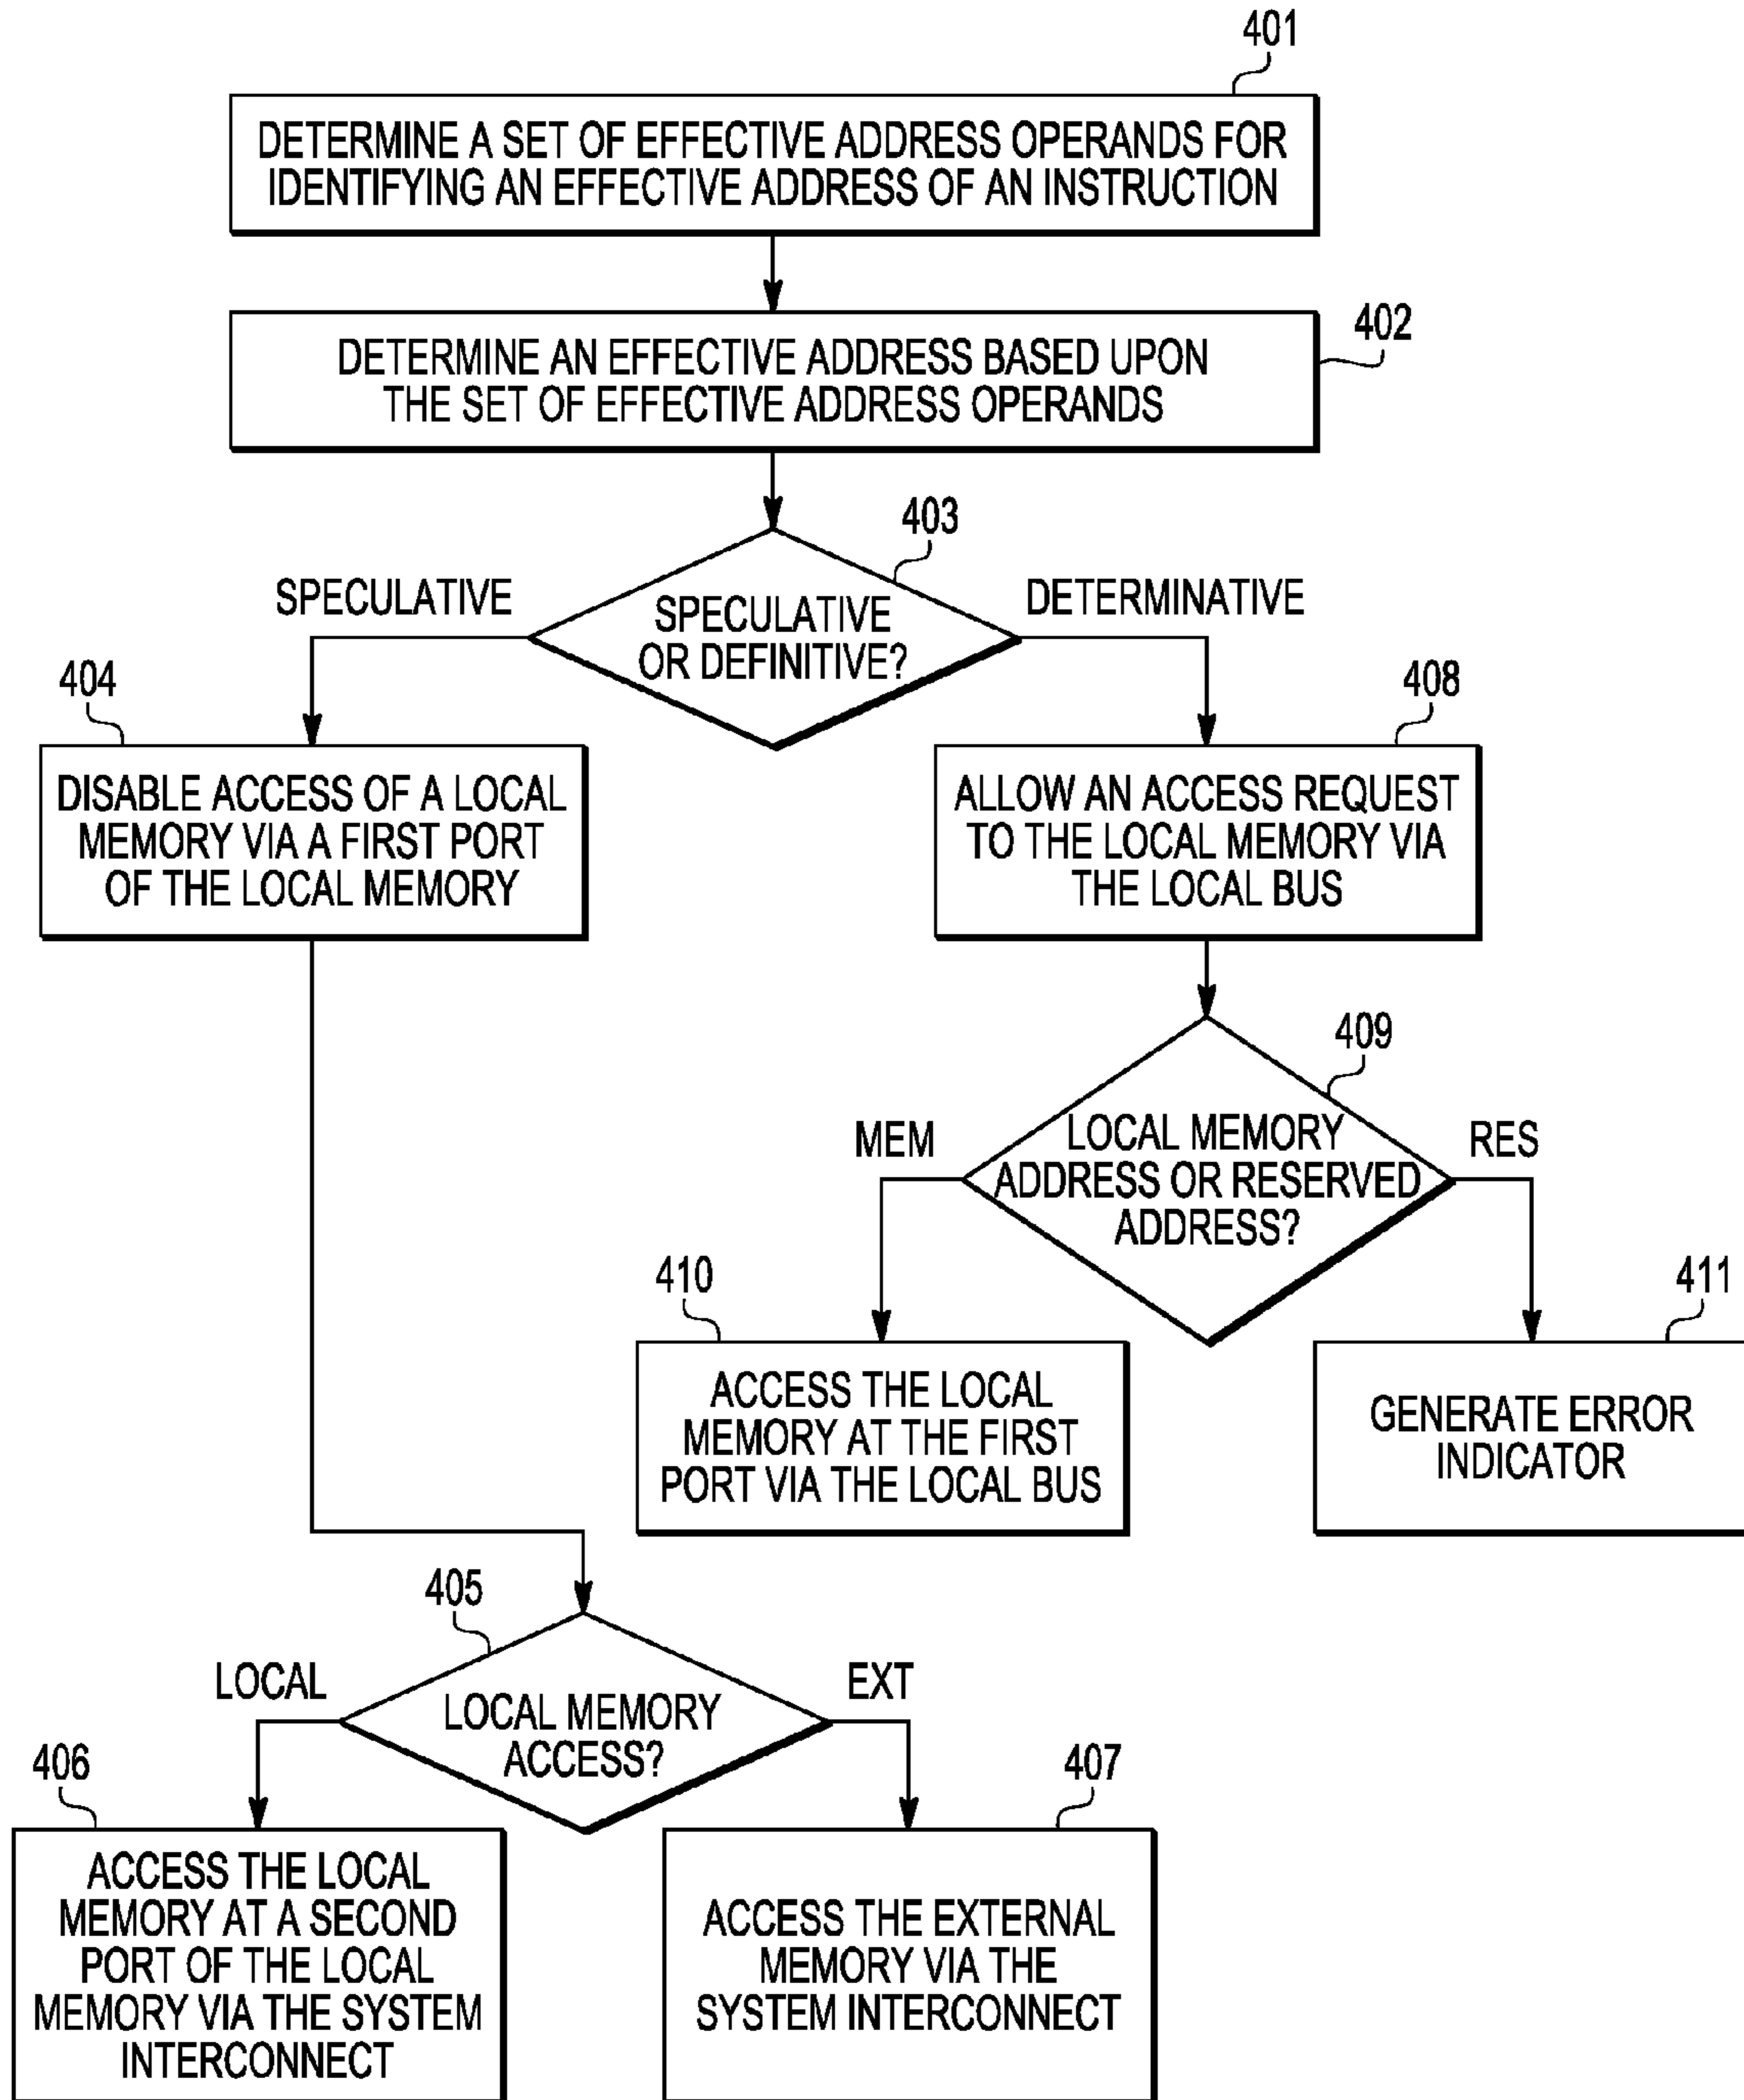 401
DETERMINE A SET OF EFFECTIVE ADDRESS OPERANDS FOR
IDENTIFYING AN EFFECTIVE ADDRESS OF AN INSTRUCTION
402
DETERMINE AN EFFECTIVE ADDRESS BASED UPON
THE SET OF EFFECTIVE ADDRESS OPERANDS
403
SPECULATIVE
DETERMINATIVE
SPECULATIVE
OR DEFINITIVE?
404
DISABLE ACCESS OF A LOCAL
MEMORY VIA A FIRST PORT
OF THE LOCAL MEMORY
408
ALLOW AN ACCESS REQUEST
TO THE LOCAL MEMORY VIA
THE LOCAL BUS
409
MEM
RES
LOCAL MEMORY
ADDRESS OR RESERVED
ADDRESS?
410
ACCESS THE LOCAL
MEMORY AT THE FIRST
PORT VIA THE LOCAL BUS
411
GENERATE ERROR
INDICATOR
405
LOCAL
EXT
LOCAL MEMORY
ACCESS?
406
ACCESS THE LOCAL
MEMORY AT A SECOND
PORT OF THE LOCAL
MEMORY VIA THE SYSTEM
INTERCONNECT
407
ACCESS THE EXTERNAL
MEMORY VIA THE
SYSTEM INTERCONNECT